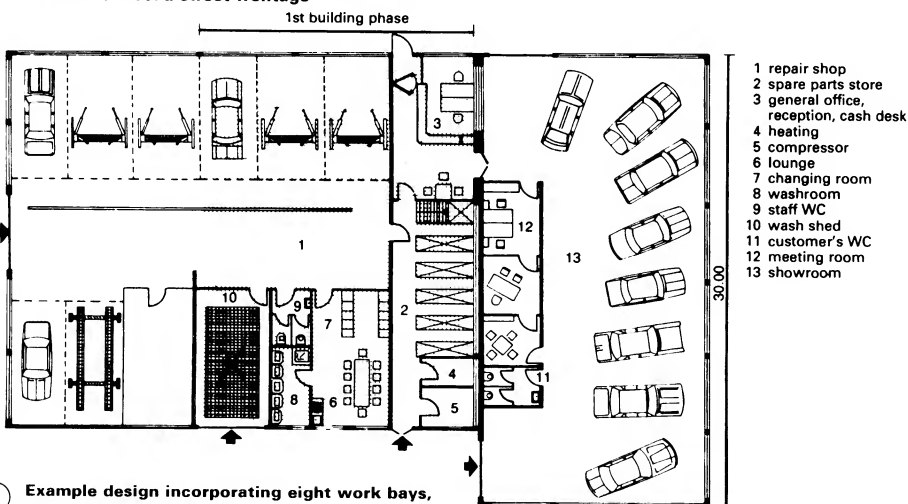 street frontage
1st building phase
1 repair shop
2 spare parts store
3 general office,
reception, cash desk
4 heating
5 compressor
6 lounge
7 changing room
8 washroom
9 staff WC
10 wash shed
11 customer's WC
12 meeting room
13 showroom
3
12
1
13
30.00
10
9
7
2
4
11
8
6
5
Example design incorporating eight work bays,